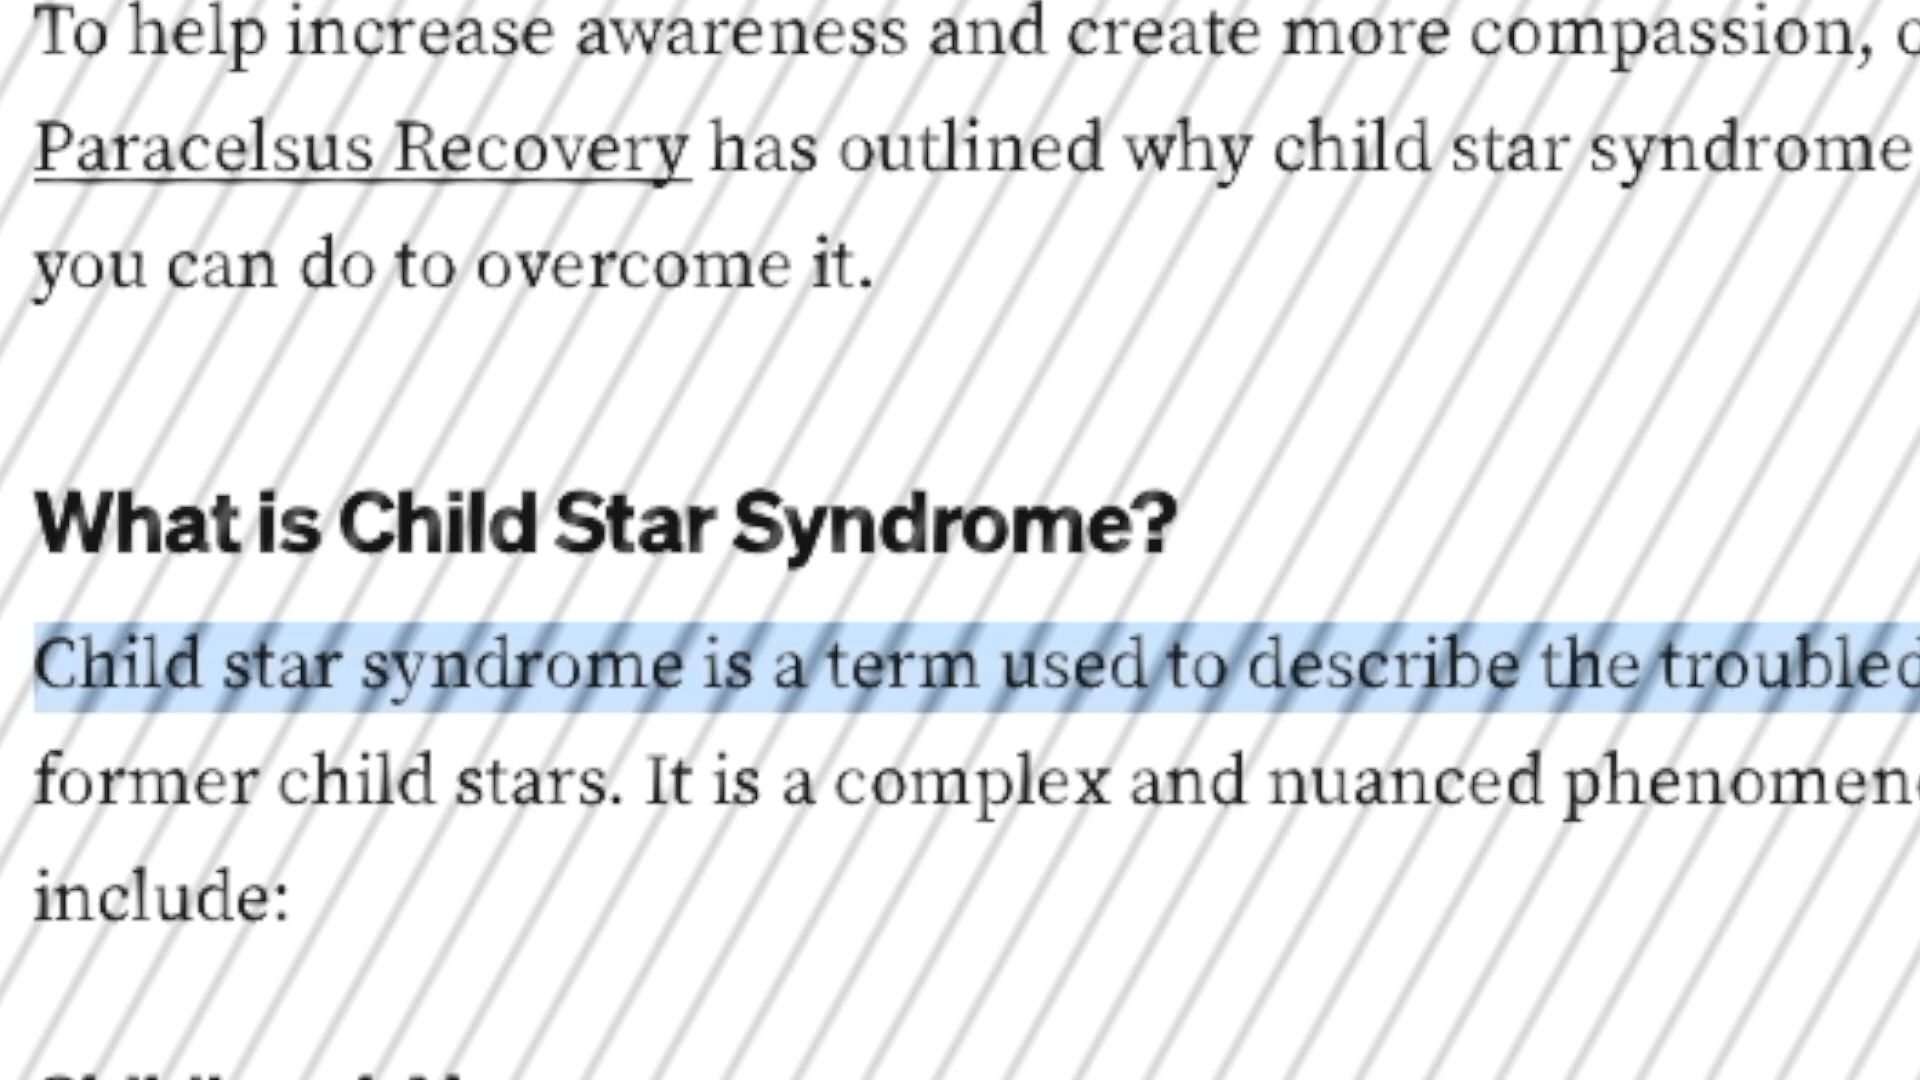 To help increase awareness and create more compassion,
Paracelsus Recovery has outlined why child star syndrome
you can do to overcome it.
What is Child Star Syndrome?
Child star syndrome is a term used to describe the troubled
former child stars. It is a complex and nuanced
include: